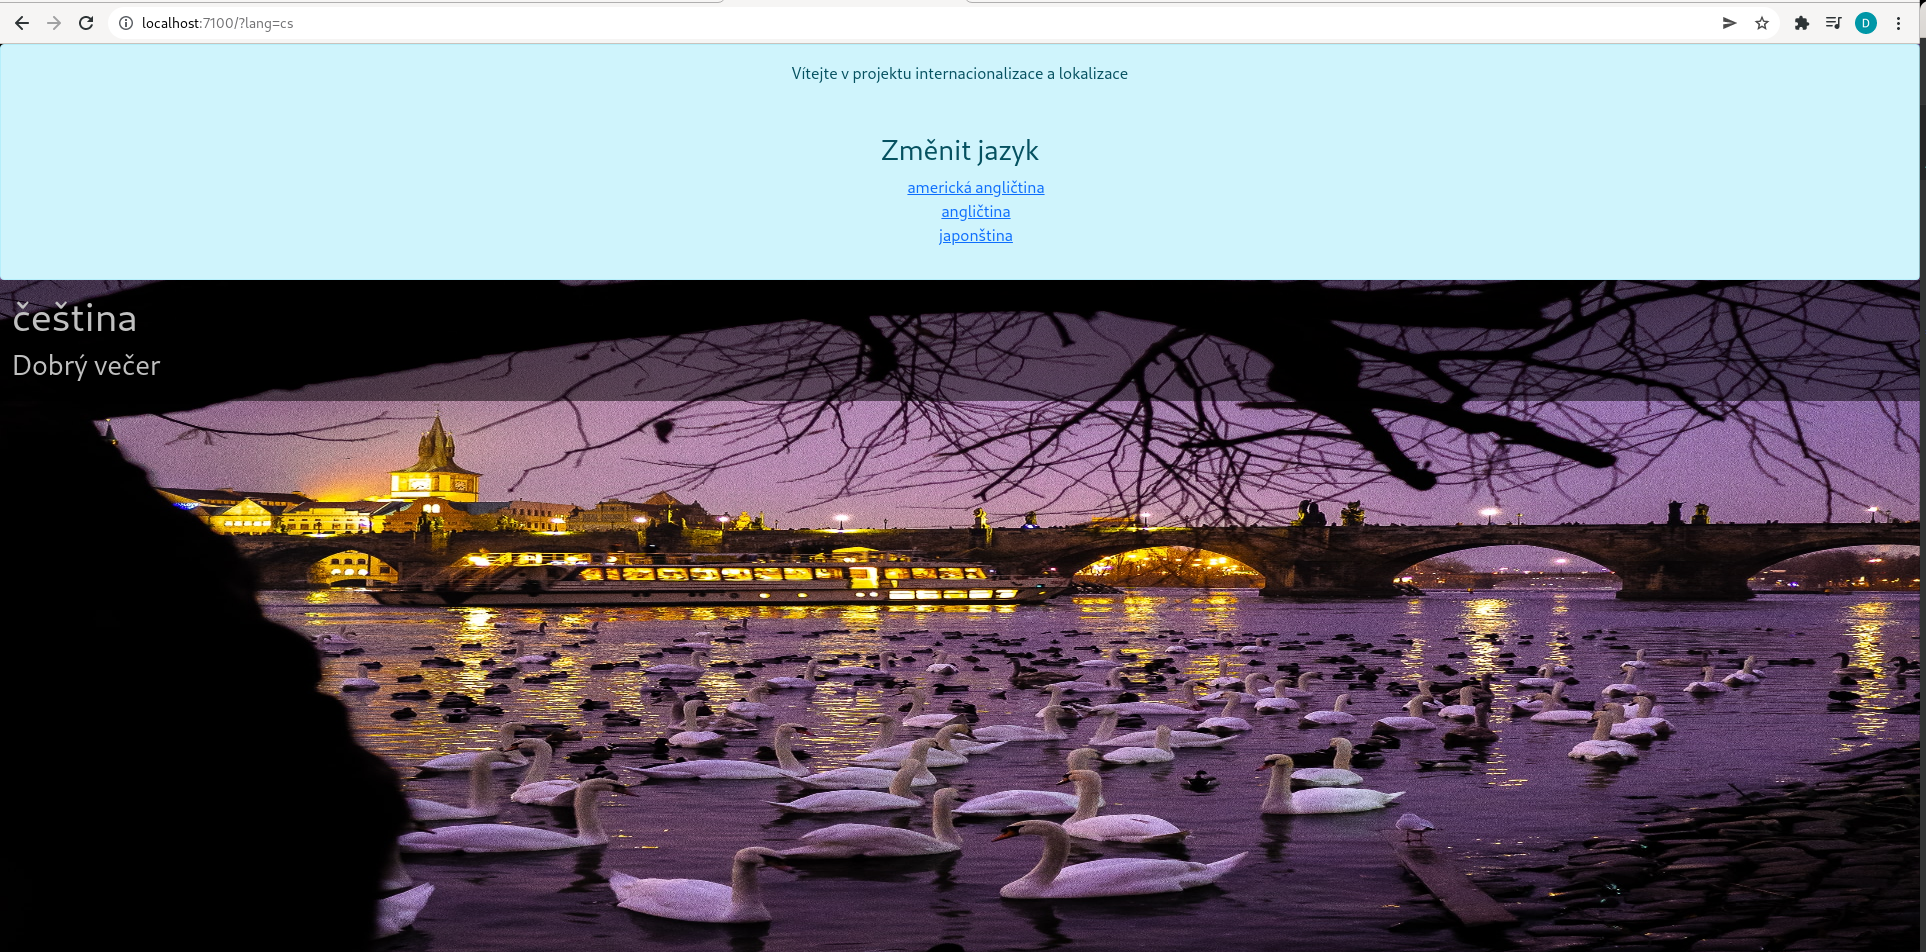 localhost:7100/?lang=cs
D
Vítejte v projektu internacionalizace a lokalizace
Změnit jazyk
americká angličtina
angličtina
japonština
čeština
Dobrý večer